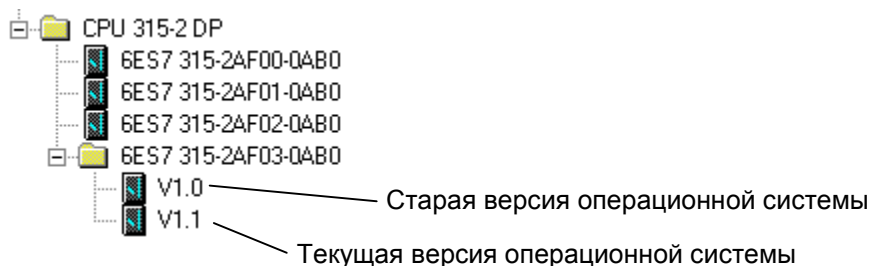 CPU 315-2 DP
6ES7 315-2AF00-0AB0
6ES7 315-2AF01-0AB0
6ES7 315-2AF02-0AB0
6ES7 315-2AF03-0AB0
V1.0
Старая версия операционной системы
V1.1
Текущая версия операционной системы